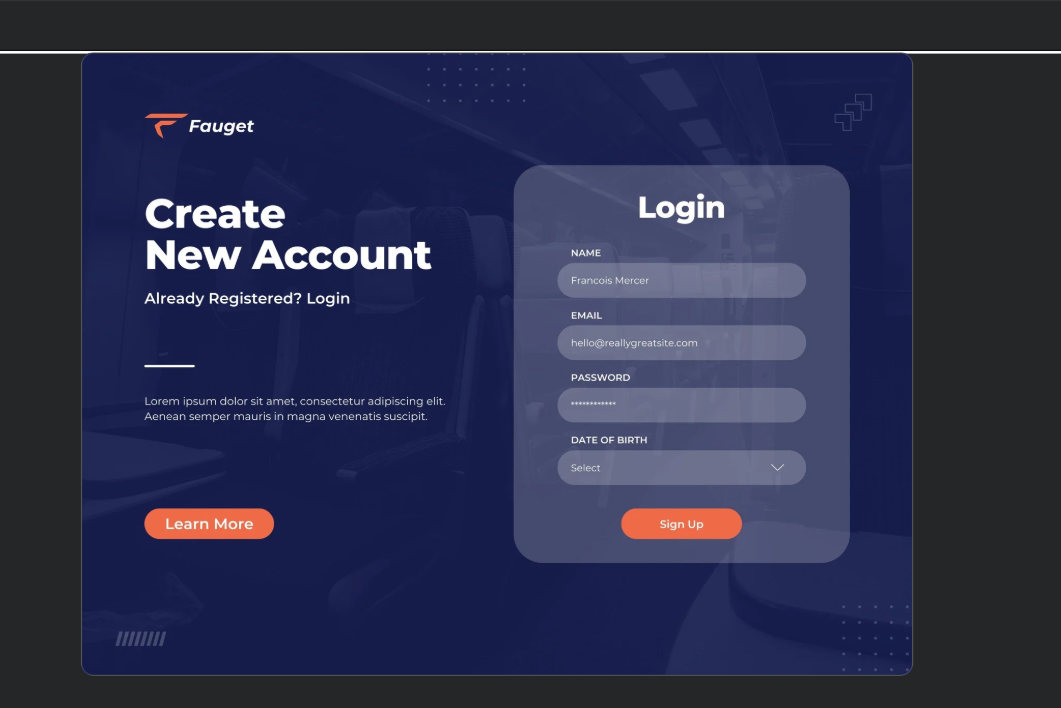 Fauget
Create
New Account
Already Registered? Login
Lorem ipsum dolor sit amet, consectetur adipiscing elit.
Aenean semper mauris in magna venenatis suscipit.
Learn More
Login
NAME
Francois Mercer
EMAIL
hello@reallygreatsite.com
PASSWORD
************
DATE OF BIRTH
Select
Sign Up